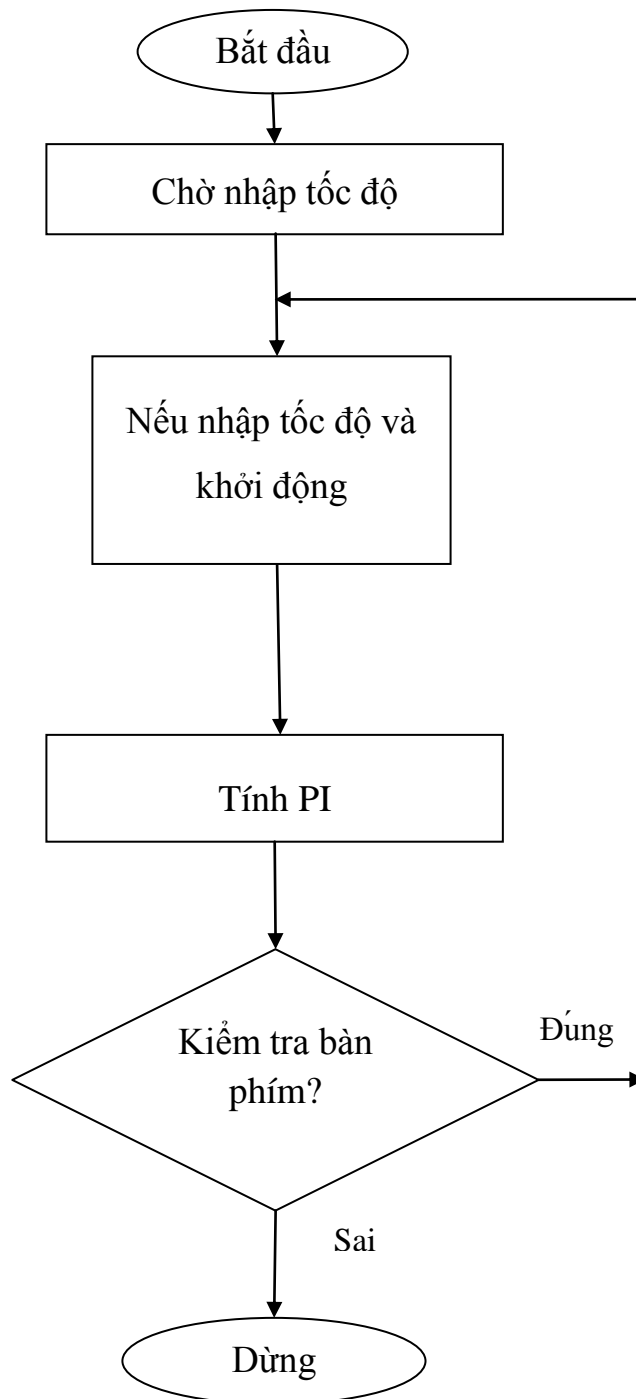 Bắt đầu
Chờ nhập tốc độ
Nếu nhập tốc độ và
khởi động
Tính PI
Kiểm tra bàn
phím?
Đúng
Sai
Dừng